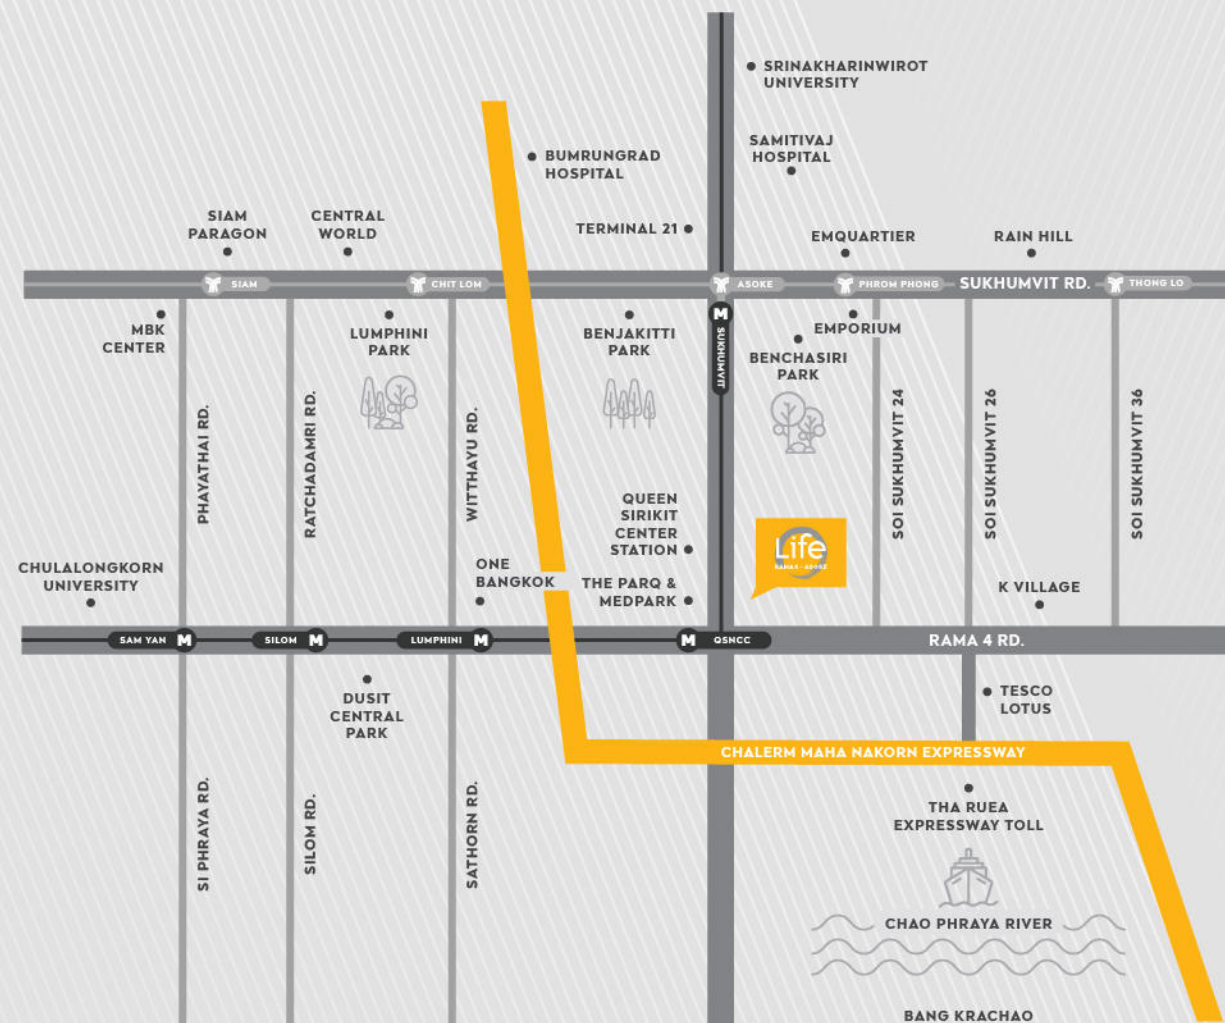 SRINAKHARINWIROT
UNIVERSITY
SAMITIVAJ
HOSPITAL
BUMRUNGRAD
HOSPITAL
SIAM
PARAGON
CENTRAL
WORLD
TERMINAL 21
EMQUARTIER
RAIN HILL
SIAM
CHIT LOM
ASOKE
PHROM PHONG
SUKHUMVIT RD.
THONG LO
MBK
CENTER
LUMPHINI
PARK
BENJAKITTI
PARK
M
SUKHUMVIT
EMPORIUM
BENCHASIRI
PARK
PHAYATHAI RD.
RATCHADAMRI RD.
WITTHAYU RD.
SOI SUKHUMVIT 24
SOI SUKHUMVIT 26
SOI SUKHUMVIT 36
QUEEN
SIRIKIT
CENTER
STATION
Life
RAMA4 - ASOKE
CHULALONGKORN
UNIVERSITY
ONE
BANGKOK
THE PARQ &
MEDPARK
K VILLAGE
SAM YAN M
SILOM M
LUMPHINI M
M QSNCC
RAMA 4 RD.
DUSIT
CENTRAL
PARK
TESCO
LOTUS
CHALERM MAHA NAKORN EXPRESSWAY
SI PHRAYA RD.
SILOM RD.
SATHORN RD.
THA RUEA
EXPRESSWAY TOLL
CHAO PHRAYA RIVER
BANG KRACHAO